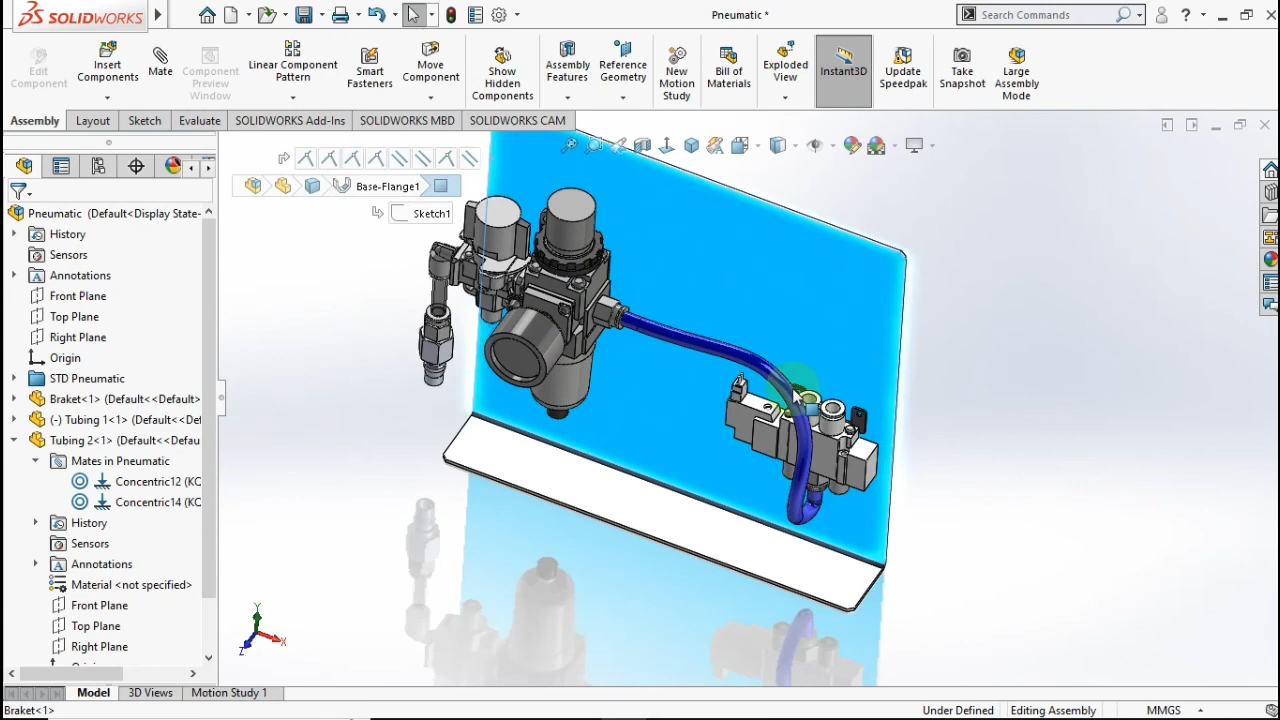 SOLIDWORKS
Pneumatic *
Search Commands
?
Edit Component
Insert Components
Mate
Component Preview Window
Linear Component Pattern
Smart Fasteners
Move Component
Show Hidden Components
Assembly Features
Reference Geometry
New Motion Study
Bill of Materials
Exploded View
Instant3D
Update Speedpak
Take Snapshot
Large Assembly Mode
Assembly Layout Sketch Evaluate SOLIDWORKS Add-Ins SOLIDWORKS MBD SOLIDWORKS CAM
Base-Flange1
Sketch1
Pneumatic (Default<Display State-
History
Sensors
Annotations
Front Plane
Top Plane
Right Plane
Origin
STD Pneumatic
Braket<1> (Default<<Default>
(-) Tubing 1<1> (Default<<De
Tubing 2<1> (Default<<Defau
Mates in Pneumatic
Concentric12 (KQ
Concentric14 (KQ
History
Sensors
Annotations
Material <not specified>
Front Plane
Top Plane
Right Plane
Y
X
Z
Model 3D Views Motion Study 1
Braket<1> Under Defined Editing Assembly MMGS